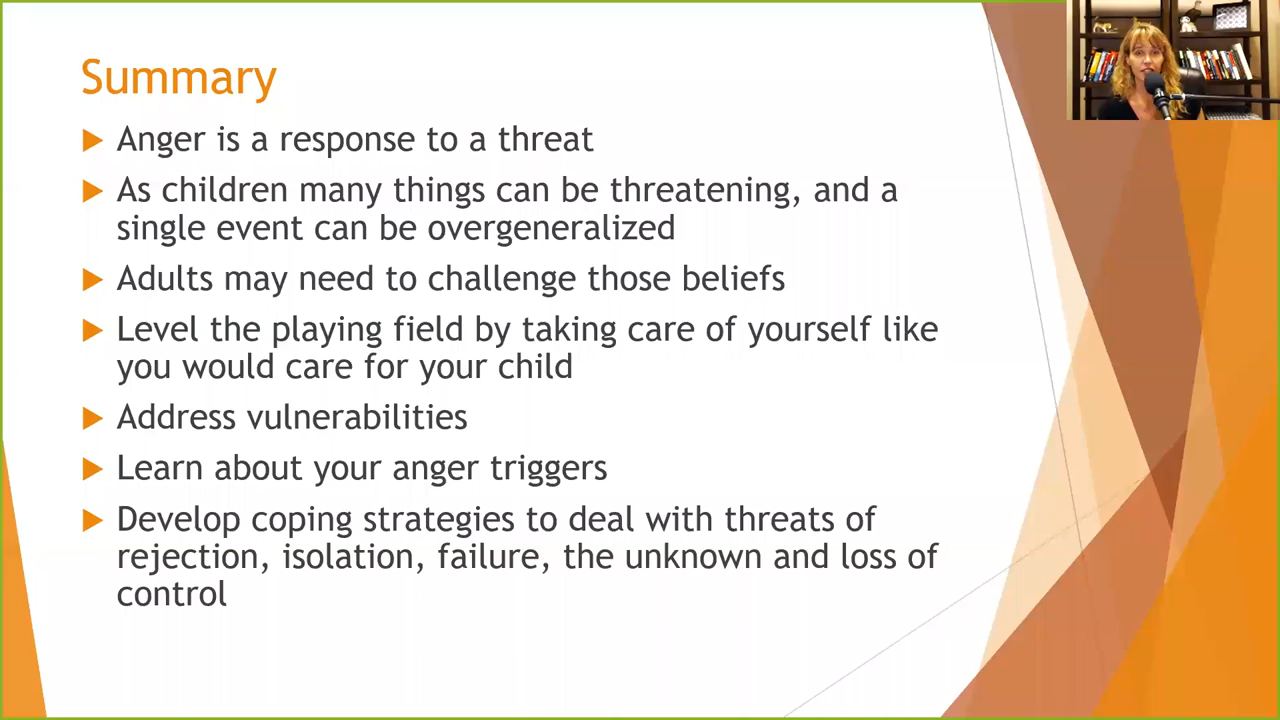 Summary
Anger is a response to a threat
As children many things can be threatening, and a
single event can be overgeneralized
Adults may need to challenge those beliefs
Level the playing field by taking care of yourself like
you would care for your child
Address vulnerabilities
Learn about your anger triggers
Develop coping strategies to deal with threats of
rejection, isolation, failure, the unknown and loss of
control